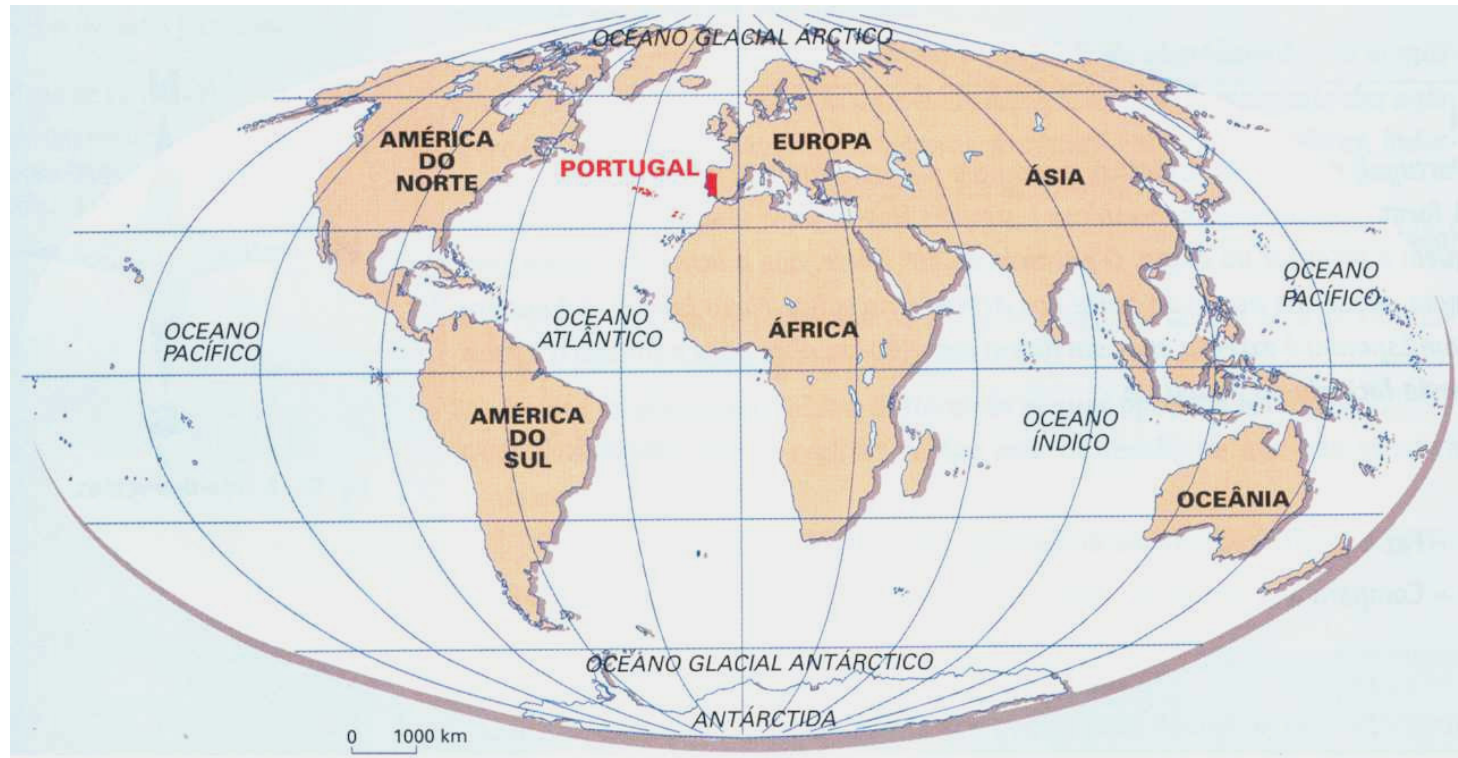 OCEANO GLACIAL ÁRCTICO
AMÉRICA
DO
NORTE
PORTUGAL
EUROPA
ÁSIA
OCEANO
PACÍFICO
OCEANO
ATLÂNTICO
ÁFRICA
OCEANO
PACÍFICO
AMÉRICA
DO
SUL
OCEANO
ÍNDICO
OCEÂNIA
OCEANO GLACIAL ANTÁRCTICO
ANTÁRCTIDA
0 1000 km